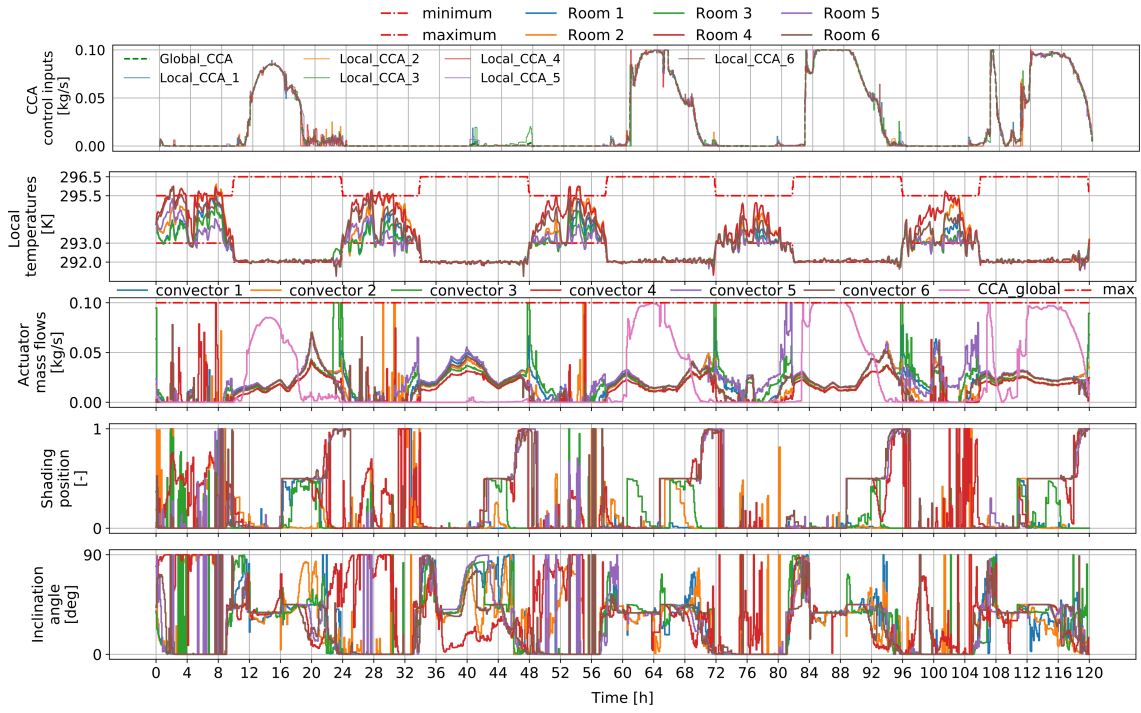 minimum Room 1 Room 3 Room 5
maximum Room 2 Room 4 Room 6
CCA
control inputs
[kg/s]
0.10
0.05
0.00
Global_CCA Local_CCA_2 Local_CCA_4 Local_CCA_6
Local_CCA_1 Local_CCA_3 Local_CCA_5
Local
temperatures
[K]
296.5
295.5
293.0
292.0
convector 1 convector 2 convector 3 convector 4 convector 5 convector 6 CCA_global max
Actuator
mass flows
[kg/s]
0.10
0.05
0.00
Shading
position
[-]
1
0
Inclination
angle
[deg]
90
0
0 4 8 12 16 20 24 28 32 36 40 44 48 52 56 60 64 68 72 76 80 84 88 92 96 100 104 108 112 116 120
Time [h]